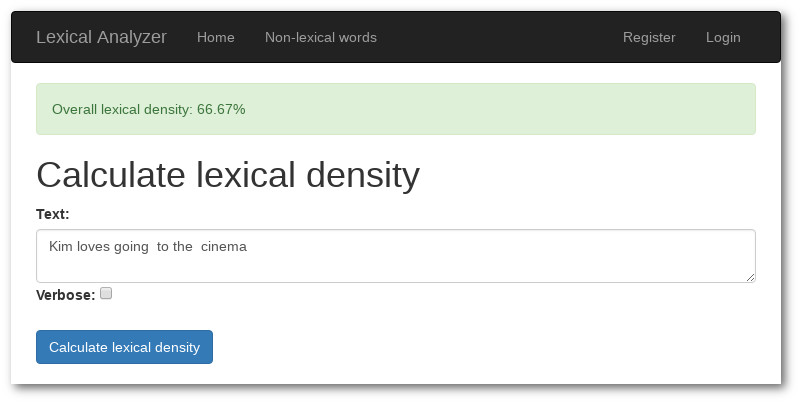 Lexical Analyzer Home Non-lexical words Register Login
Overall lexical density: 66.67%
Calculate lexical density
Text:
Kim loves going  to the  cinema
Verbose:
Calculate lexical density